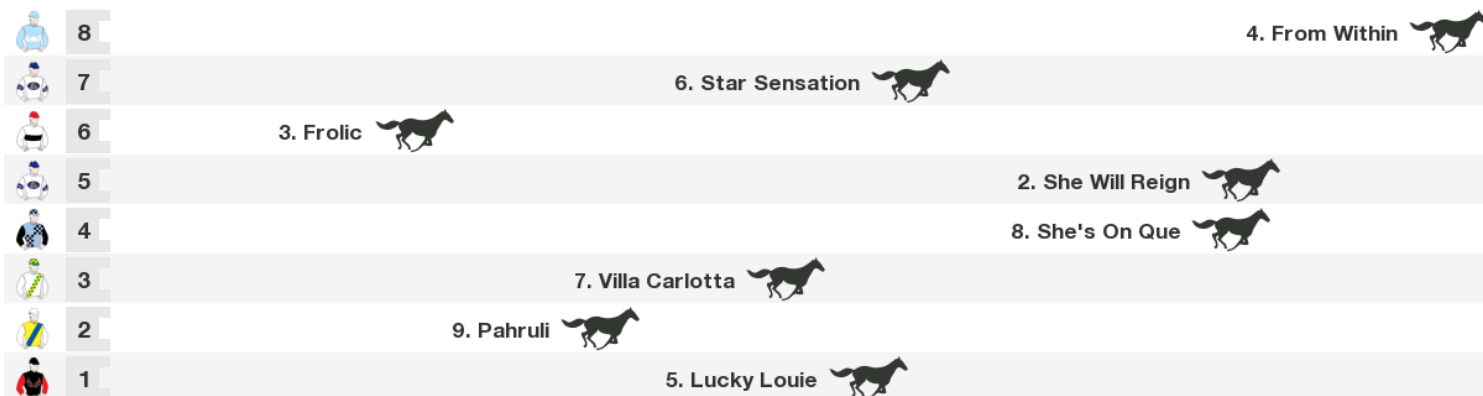 8 4. From Within
7 6. Star Sensation
6 3. Frolic
5 2. She Will Reign
4 8. She's On Que
3 7. Villa Carlotta
2 9. Pahruli
1 5. Lucky Louie